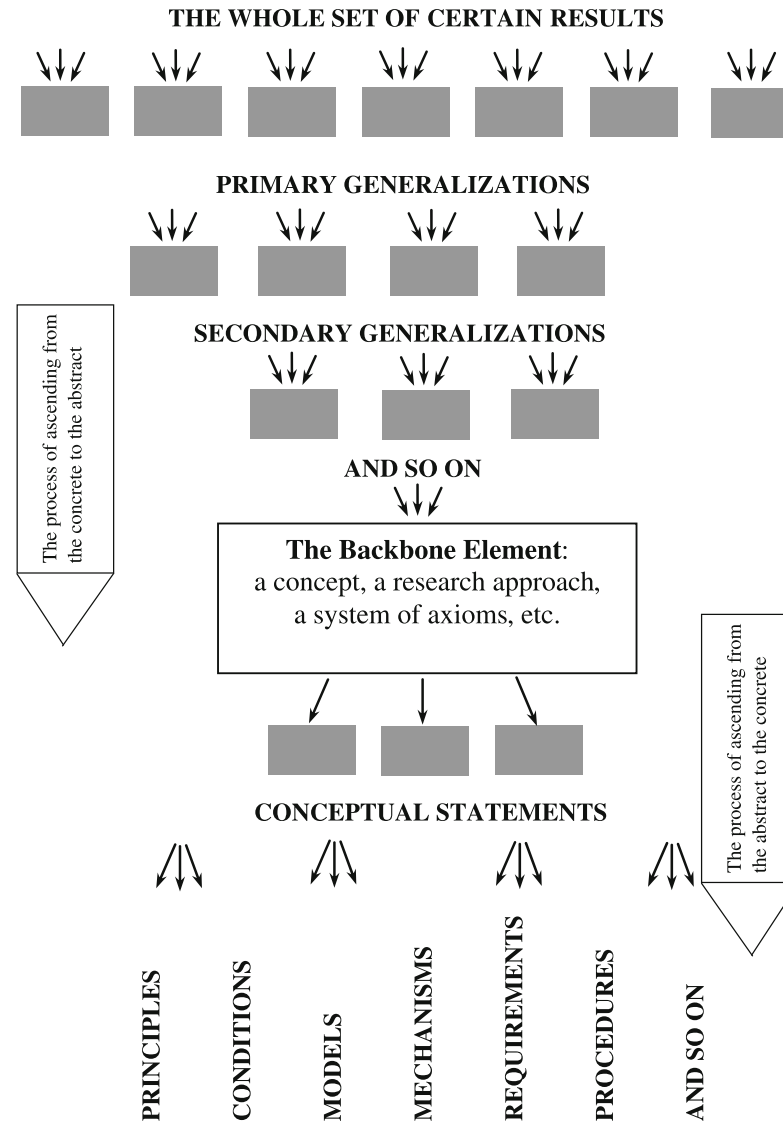 THE WHOLE SET OF CERTAIN RESULTS
PRIMARY GENERALIZATIONS
SECONDARY GENERALIZATIONS
The process of ascending from
the concrete to the abstract
AND SO ON
The Backbone Element:
a concept, a research approach,
a system of axioms, etc.
The process of ascending from
the abstract to the concrete
CONCEPTUAL STATEMENTS
PRINCIPLES
CONDITIONS
MODELS
MECHANISMS
REQUIREMENTS
PROCEDURES
AND SO ON